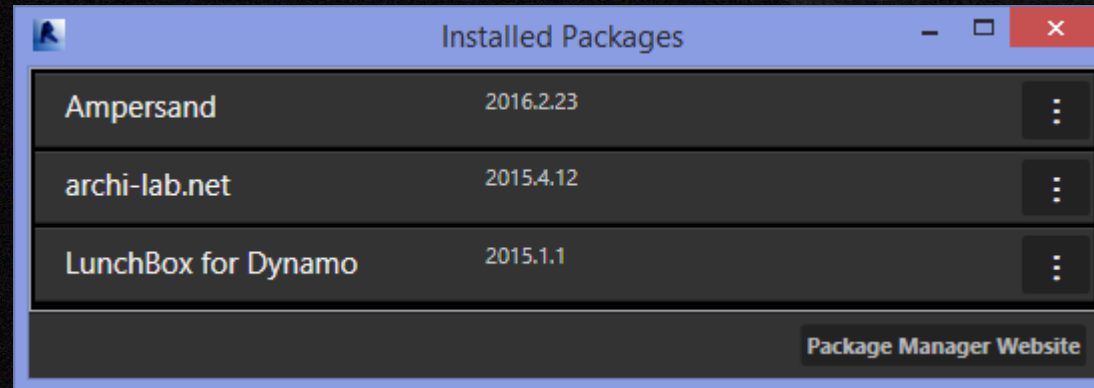 Installed Packages
Ampersand 2016.2.23
archi-lab.net 2015.4.12
LunchBox for Dynamo 2015.1.1
Package Manager Website